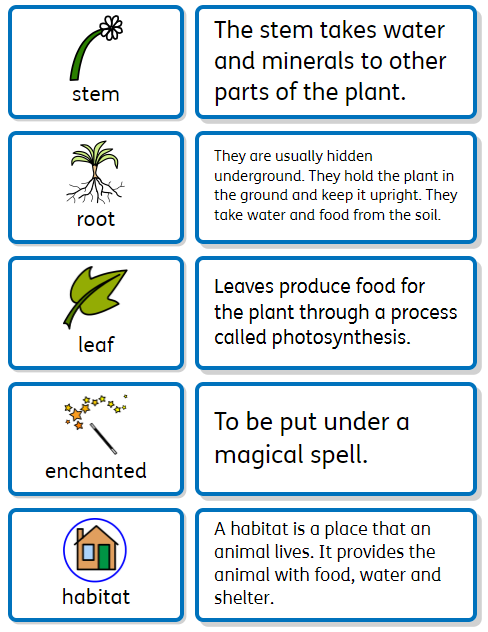 stem
The stem takes water
and minerals to other
parts of the plant.
root
They are usually hidden
underground. They hold the plant in
the ground and keep it upright. They
take water and food from the soil.
leaf
Leaves produce food for
the plant through a process
called photosynthesis.
enchanted
To be put under a
magical spell.
habitat
A habitat is a place that an
animal lives. It provides the
animal with food, water and
shelter.